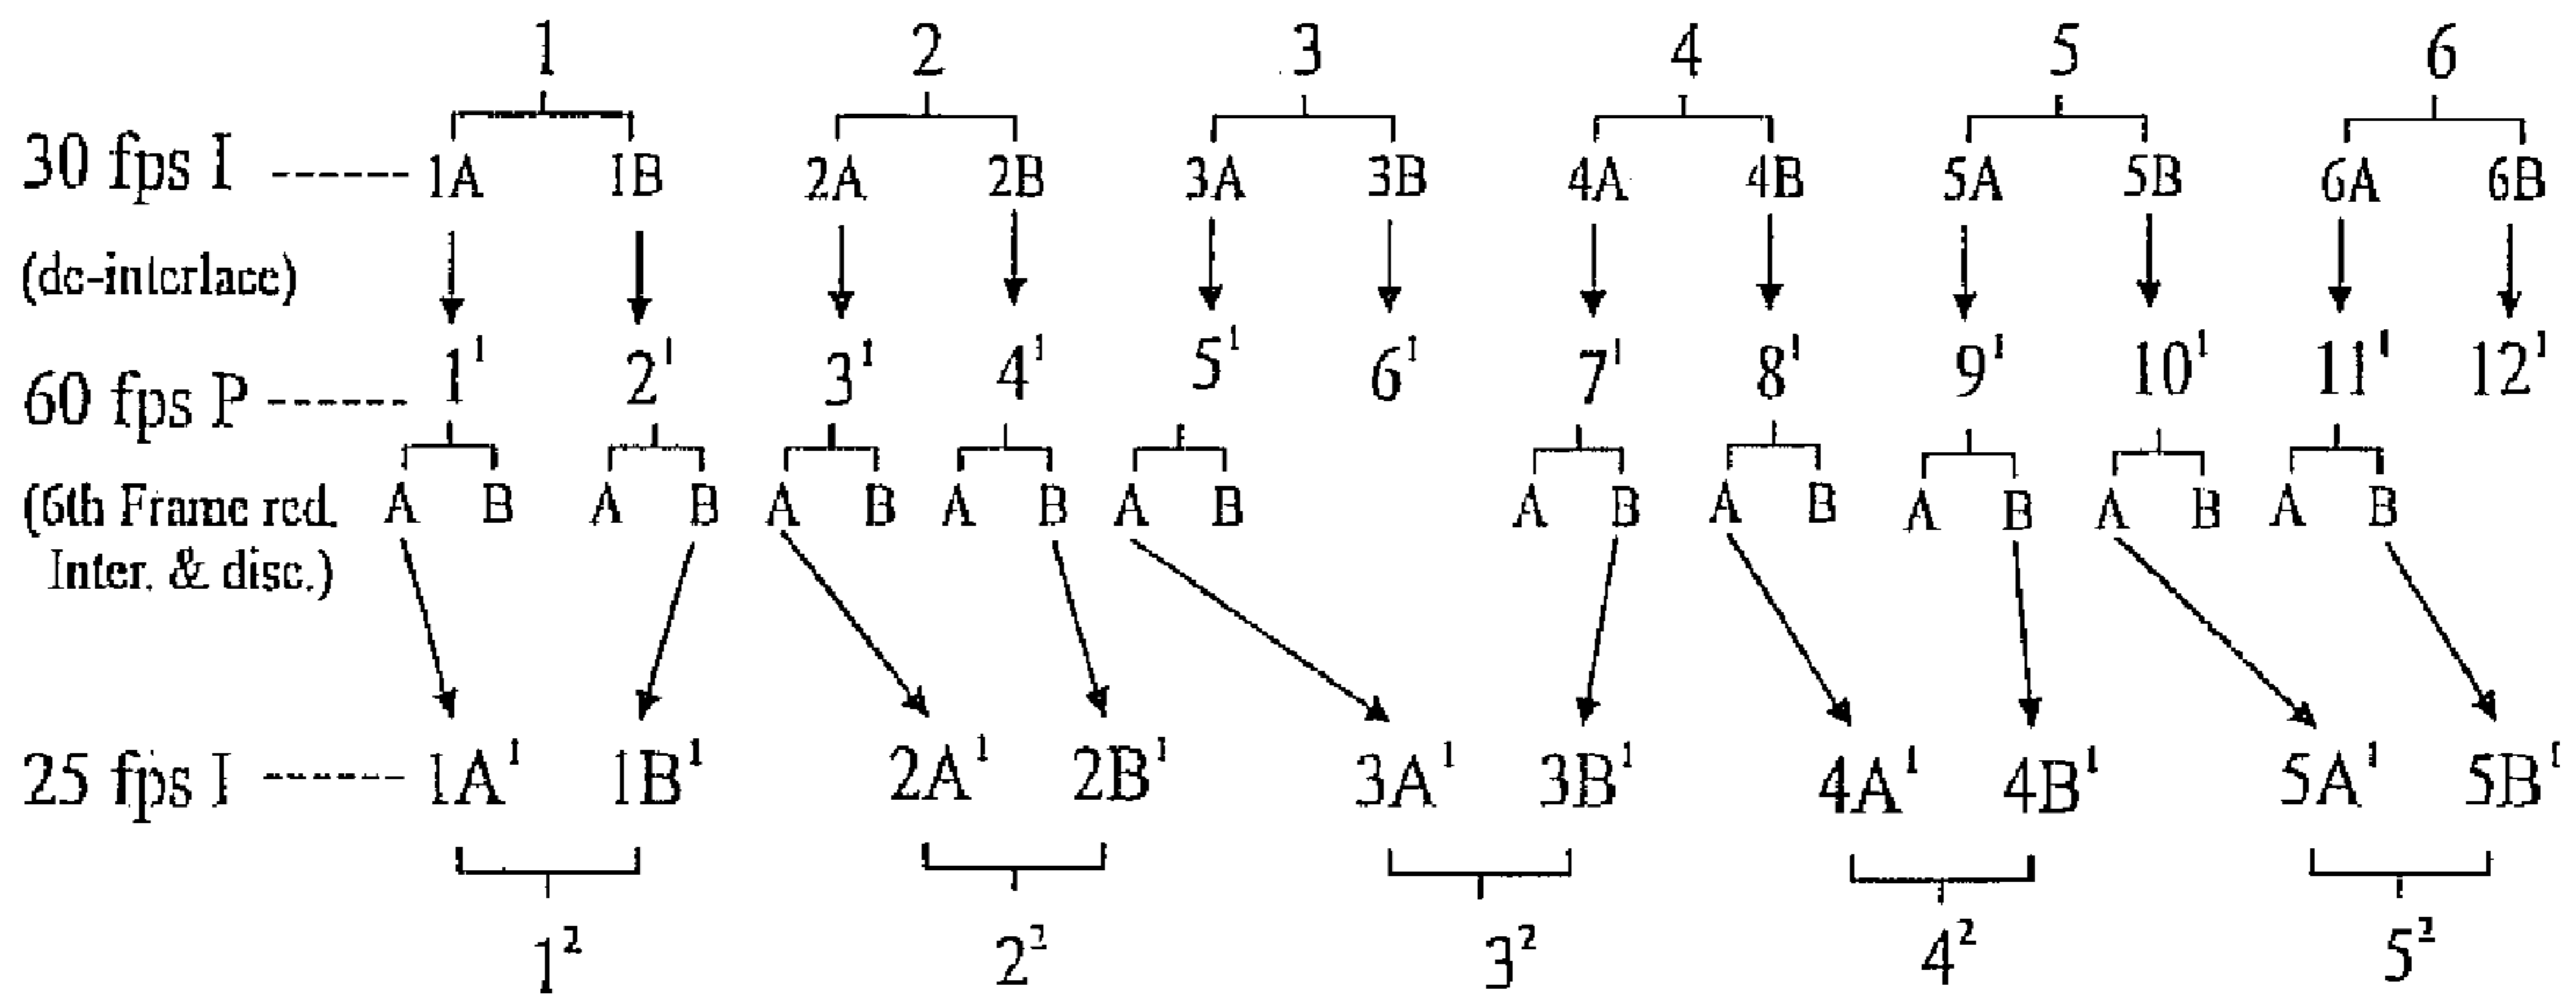 1 2 3 4 5 6
30 fps I ------ 1A 1B 2A 2B 3A 3B 4A 4B 5A 5B 6A 6B
(de-interlace)
1¹ 2¹ 3¹ 4¹ 5¹ 6¹ 7¹ 8¹ 9¹ 10¹ 11¹ 12¹
60 fps P ------
(6th Frame red. A B A B A B A B A B A B A B A B A B A B
Inter. & disc.)
25 fps I ------ 1A¹ 1B¹ 2A¹ 2B¹ 3A¹ 3B¹ 4A¹ 4B¹ 5A¹ 5B¹
1² 2² 3² 4² 5²